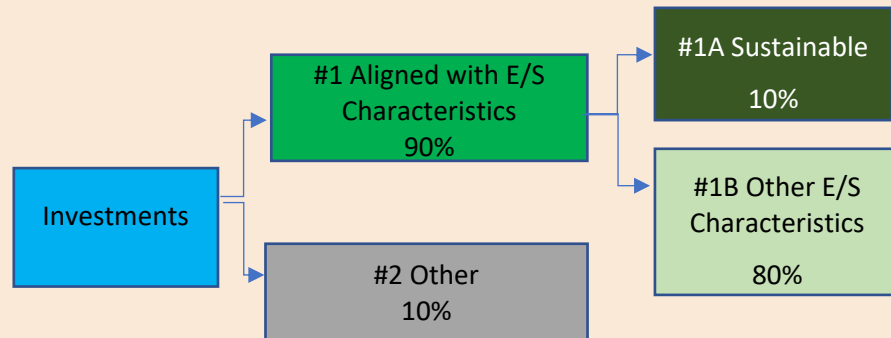 Investments
#1 Aligned with E/S
Characteristics
90%
#2 Other
10%
#1A Sustainable
10%
#1B Other E/S
Characteristics
80%